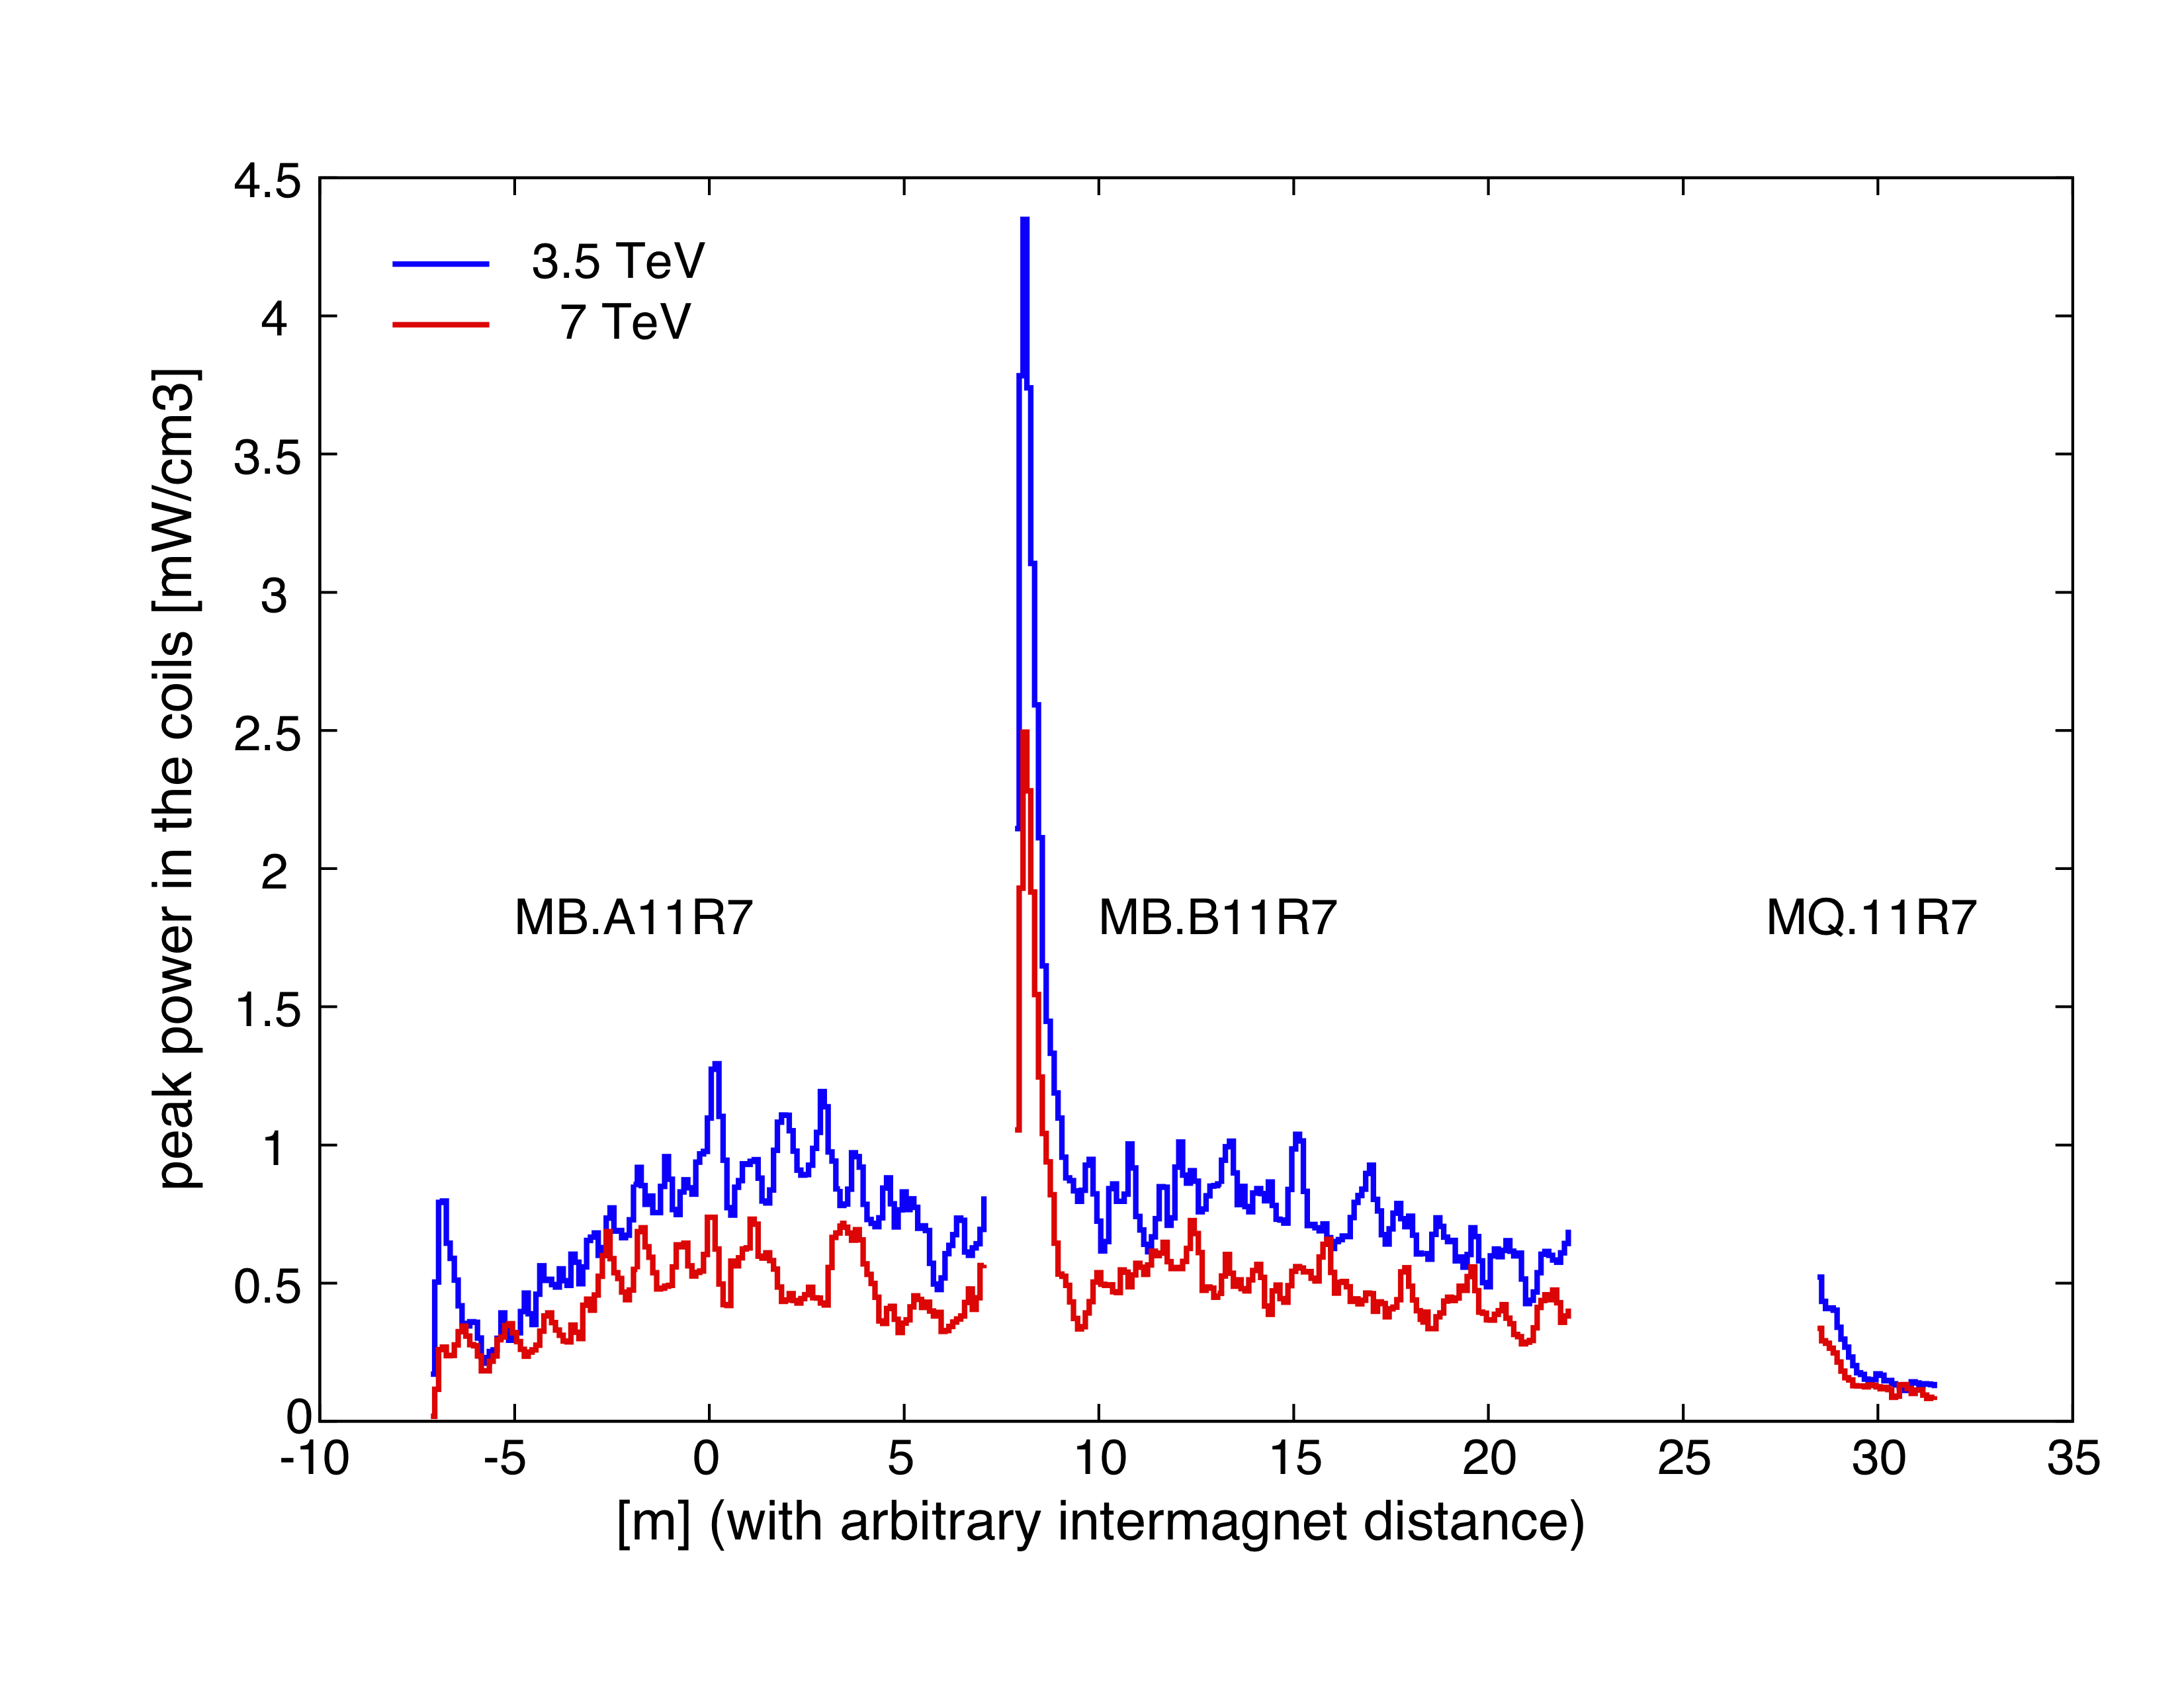 4.5
4
3.5
3
2.5
2
1.5
1
0.5
0
peak power in the coils [mW/cm3]
3.5 TeV
7 TeV
MB.A11R7
MB.B11R7
MQ.11R7
-10 -5 0 5 10 15 20 25 30 35
[m] (with arbitrary intermagnet distance)